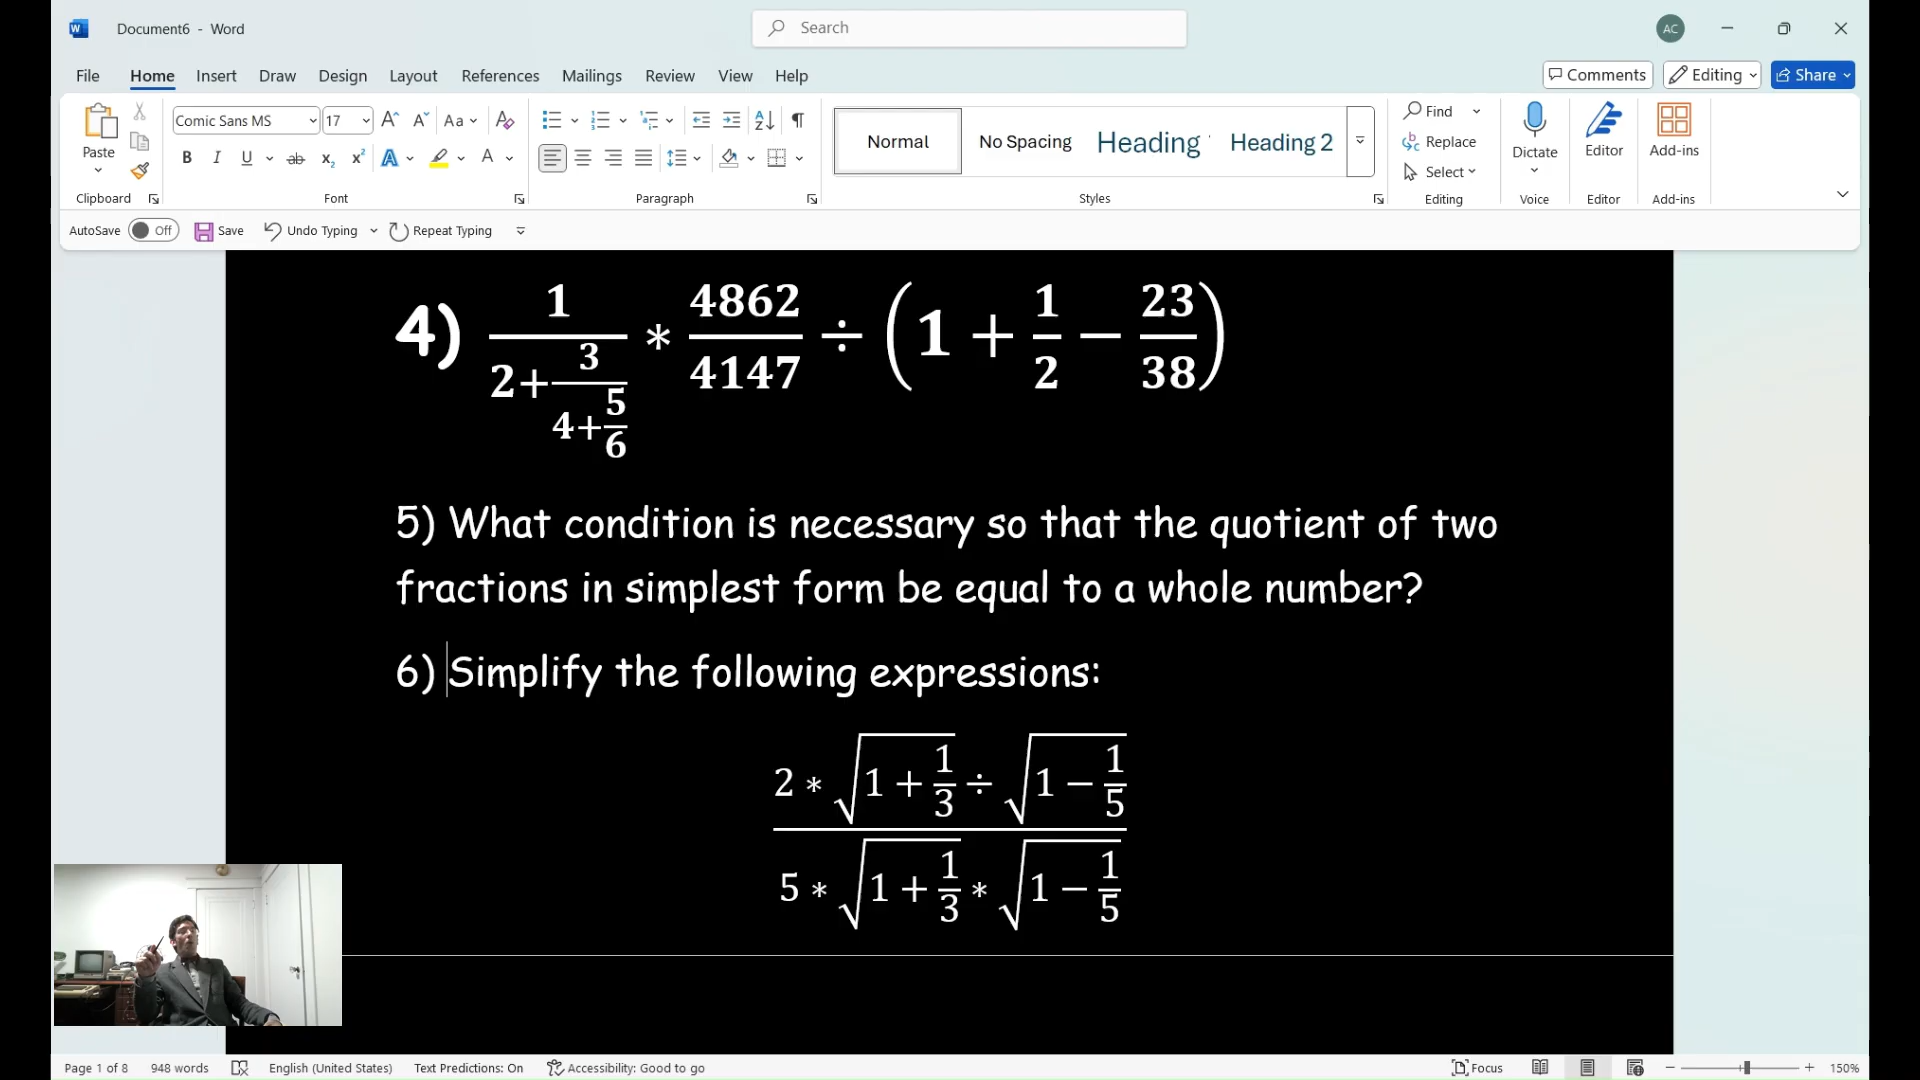 Document6 - Word
Search
AC
File Home Insert Draw Design Layout References Mailings Review View Help
Comments Editing Share
Paste
Clipboard
Comic Sans MS 17
Font
Paragraph
Normal No Spacing Heading Heading 2
Styles
Find
Replace
Select
Editing
Dictate
Voice
Editor
Editor
Add-ins
Add-ins
AutoSave Off Save Undo Typing Repeat Typing
4) 1/(2+3/(4+5/6)) * 4862/4147 ÷ (1 + 1/2 − 23/38)
5) What condition is necessary so that the quotient of two
fractions in simplest form be equal to a whole number?
6) Simplify the following expressions:
2 * √(1 + 1/3) ÷ √(1 − 1/5)
5 * √(1 + 1/3) * √(1 − 1/5)
Page 1 of 8 948 words English (United States) Text Predictions: On Accessibility: Good to go Focus 150%